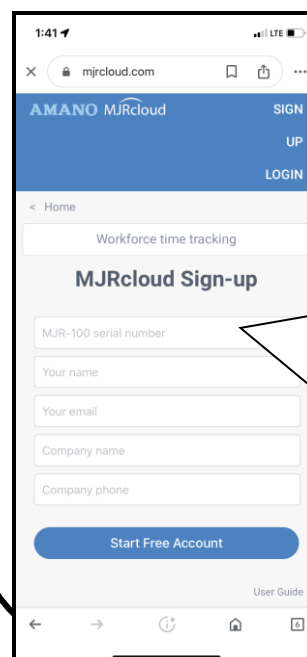 1:41 LTE
mjrcloud.com
AMANO MJRcloud SIGN
UP
LOGIN
< Home
Workforce time tracking
MJRcloud Sign-up
MJR-100 serial number
Your name
Your email
Company name
Company phone
Start Free Account
User Guide
6